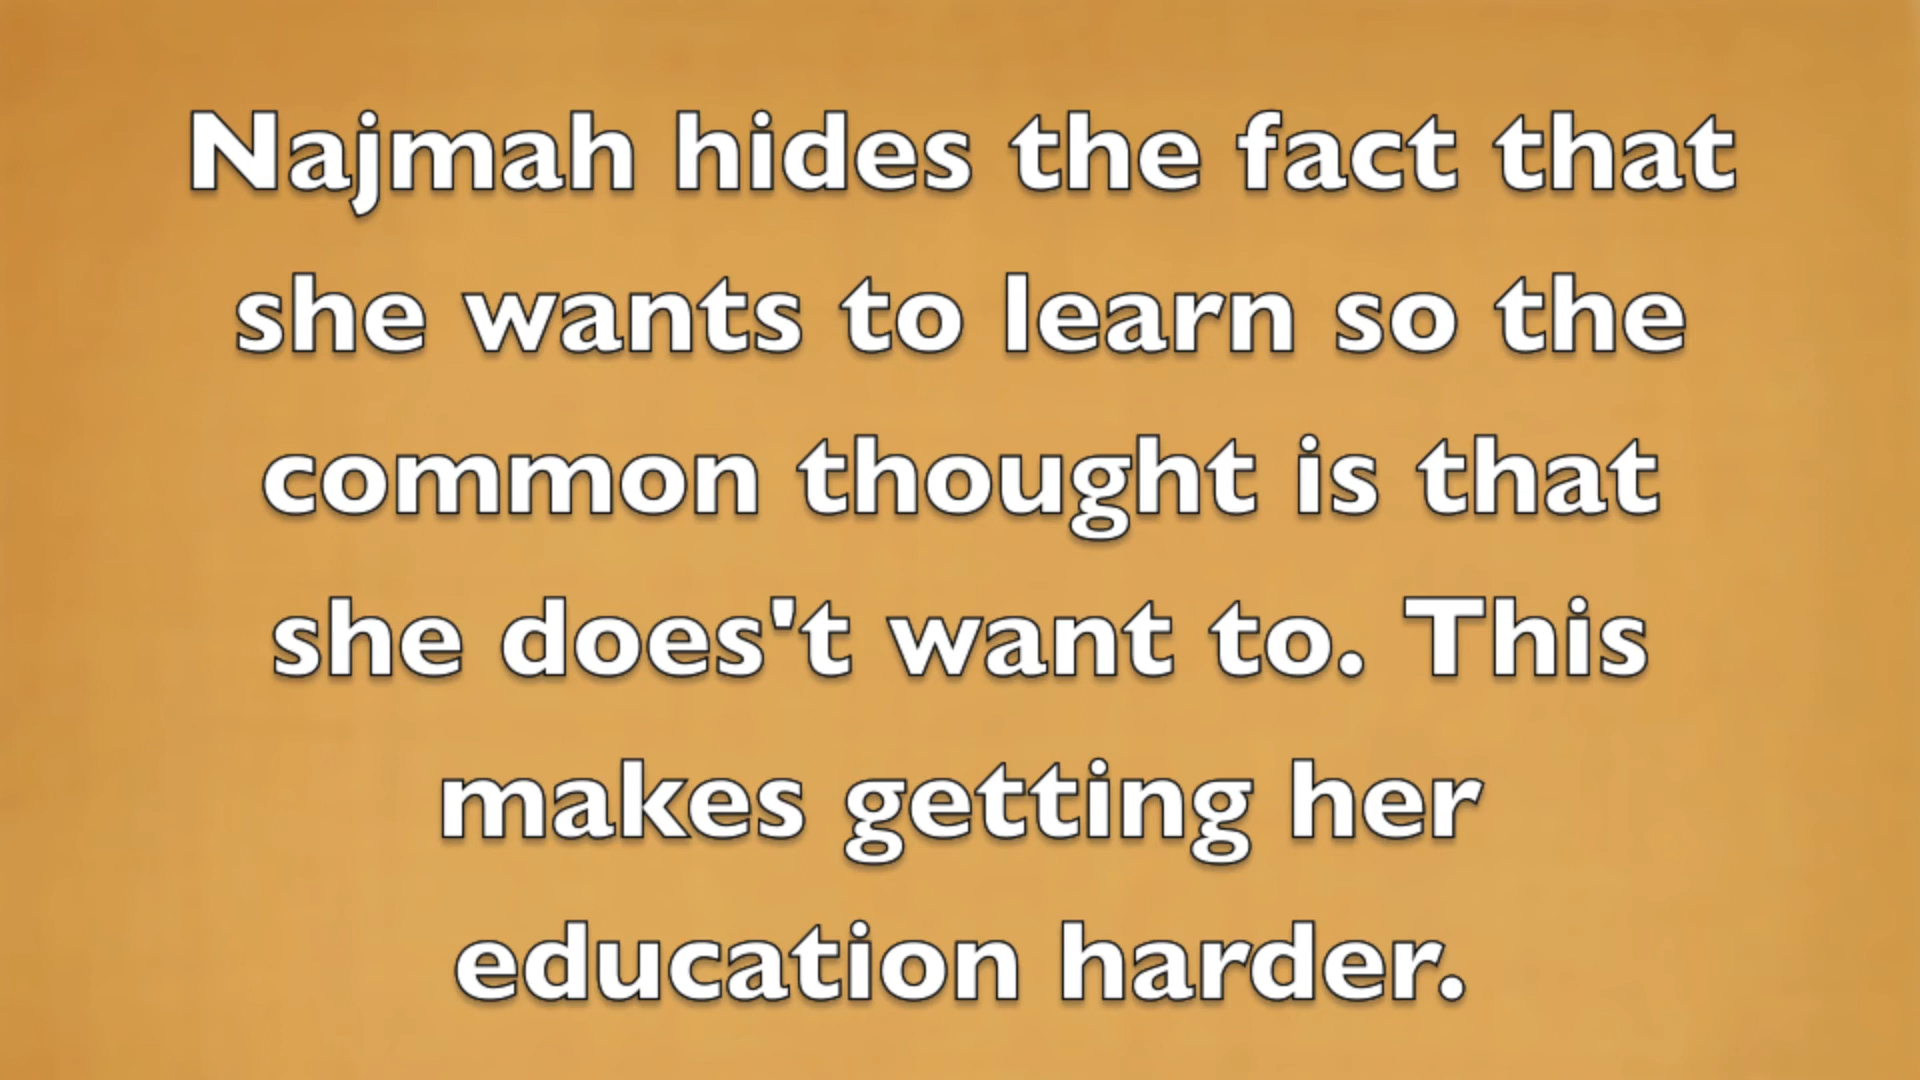 Najmah hides the fact that
she wants to learn so the
common thought is that
she does't want to. This
makes getting her
education harder.